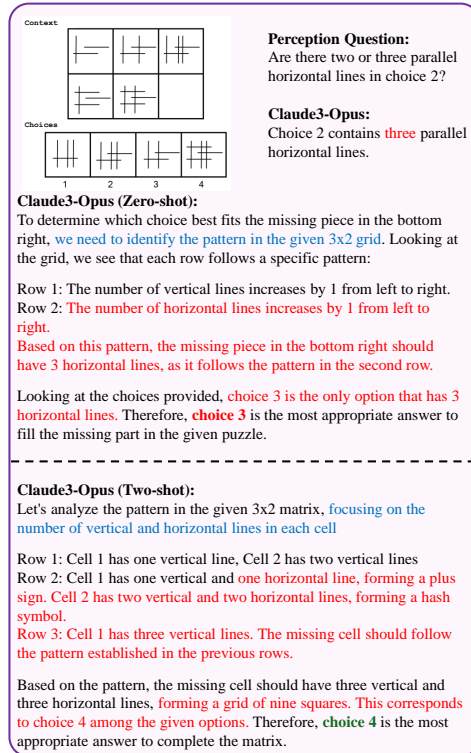 Context
Perception Question:
Are there two or three parallel
horizontal lines in choice 2?
Claude3-Opus:
Choice 2 contains three parallel
horizontal lines.
Choices
1 2 3 4
Claude3-Opus (Zero-shot):
To determine which choice best fits the missing piece in the bottom
right, we need to identify the pattern in the given 3x2 grid. Looking at
the grid, we see that each row follows a specific pattern:
Row 1: The number of vertical lines increases by 1 from left to right.
Row 2: The number of horizontal lines increases by 1 from left to
right.
Based on this pattern, the missing piece in the bottom right should
have 3 horizontal lines, as it follows the pattern in the second row.
Looking at the choices provided, choice 3 is the only option that has 3
horizontal lines. Therefore, choice 3 is the most appropriate answer to
fill the missing part in the given puzzle.
Claude3-Opus (Two-shot):
Let's analyze the pattern in the given 3x2 matrix, focusing on the
number of vertical and horizontal lines in each cell
Row 1: Cell 1 has one vertical line, Cell 2 has two vertical lines
Row 2: Cell 1 has one vertical and one horizontal line, forming a plus
sign. Cell 2 has two vertical and two horizontal lines, forming a hash
symbol.
Row 3: Cell 1 has three vertical lines. The missing cell should follow
the pattern established in the previous rows.
Based on the pattern, the missing cell should have three vertical and
three horizontal lines, forming a grid of nine squares. This corresponds
to choice 4 among the given options. Therefore, choice 4 is the most
appropriate answer to complete the matrix.